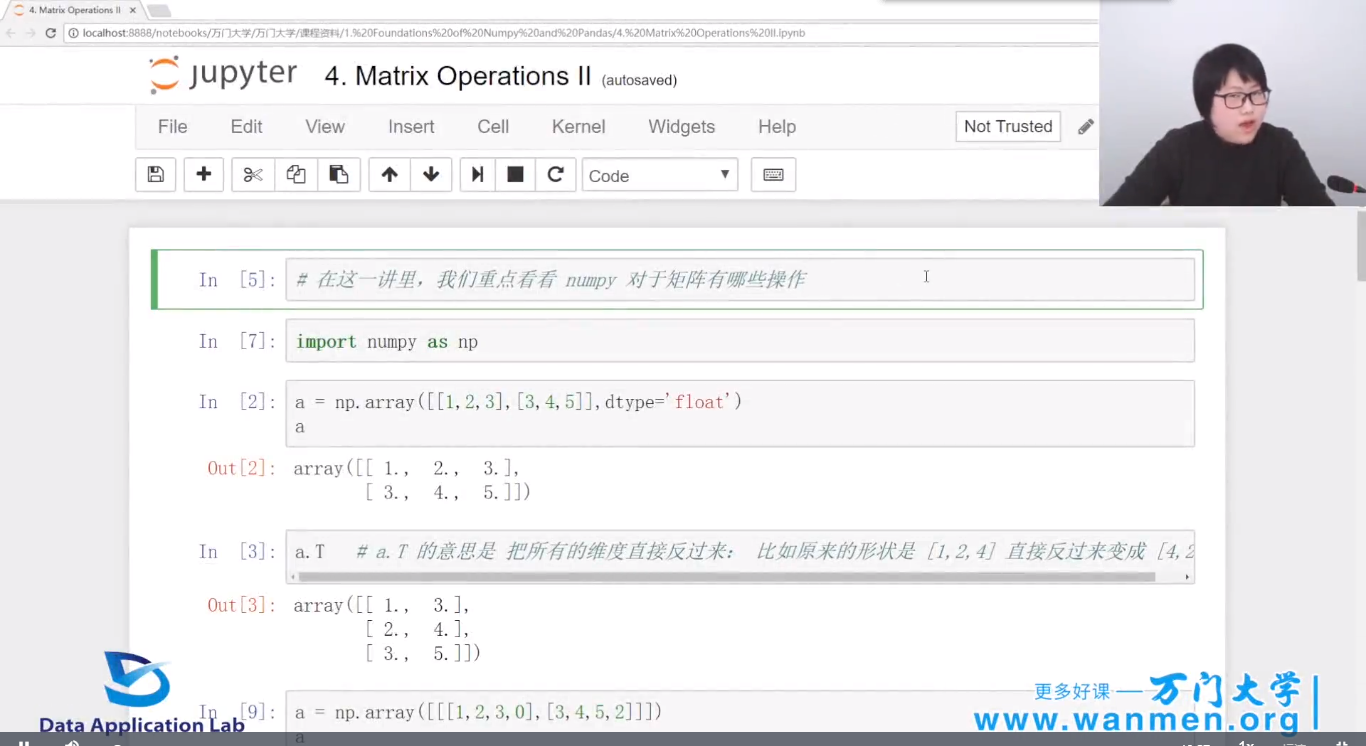 4. Matrix Operations II
localhost:8888/notebooks/万门大学/万门大学/课程资料/1.%20Foundations%20of%20Numpy%20and%20Pandas/4.%20Matrix%20Operations%20II.ipynb
jupyter 4. Matrix Operations II (autosaved)
File Edit View Insert Cell Kernel Widgets Help Not Trusted
Code
In [5]: # 在这一讲里，我们重点看看 numpy 对于矩阵有哪些操作
In [7]: import numpy as np
In [2]: a = np.array([[1,2,3],[3,4,5]],dtype='float')
a
Out[2]: array([[ 1., 2., 3.],
[ 3., 4., 5.]])
In [3]: a.T # a.T 的意思是 把所有的维度直接反过来： 比如原来的形状是 [1,2,4] 直接反过来变成 [4,2
Out[3]: array([[ 1., 3.],
[ 2., 4.],
[ 3., 5.]])
In [9]: a = np.array([[[1,2,3,0],[3,4,5,2]]])
a
Data Application Lab
更多好课 — 万门大学
www.wanmen.org